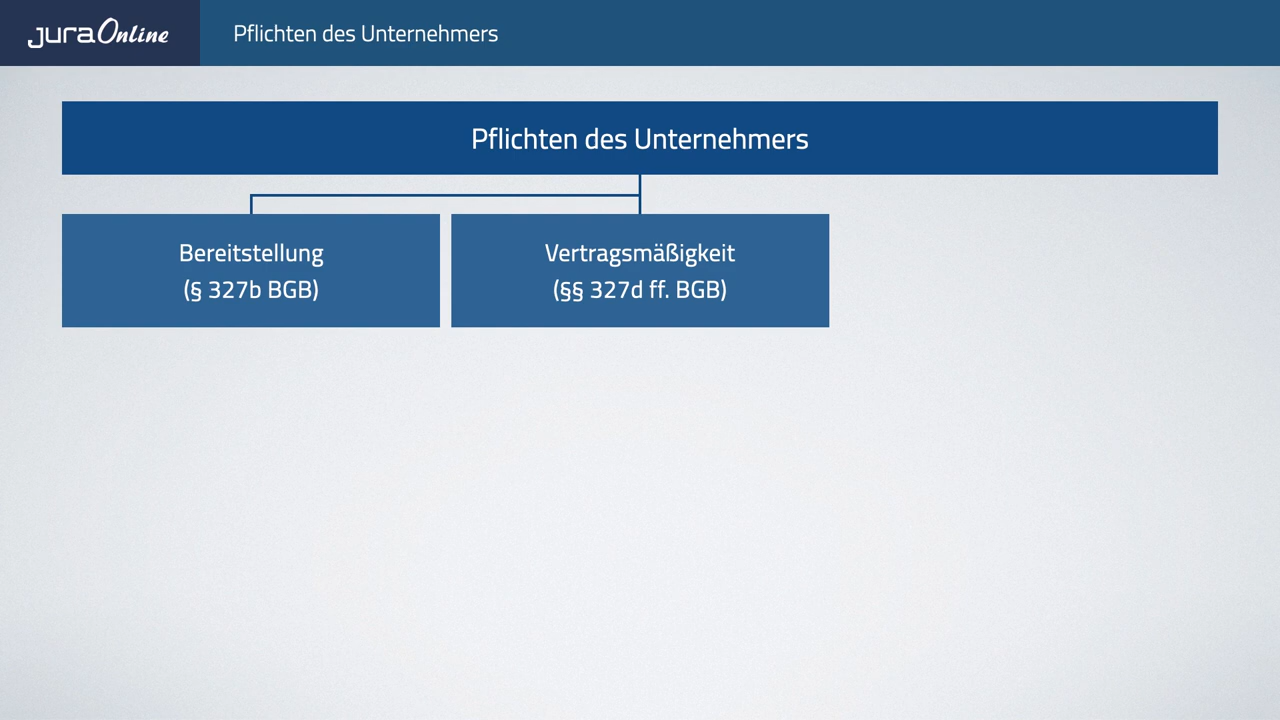 juraOnline
Pflichten des Unternehmers
Pflichten des Unternehmers
Bereitstellung
(§ 327b BGB)
Vertragsmäßigkeit
(§§ 327d ff. BGB)